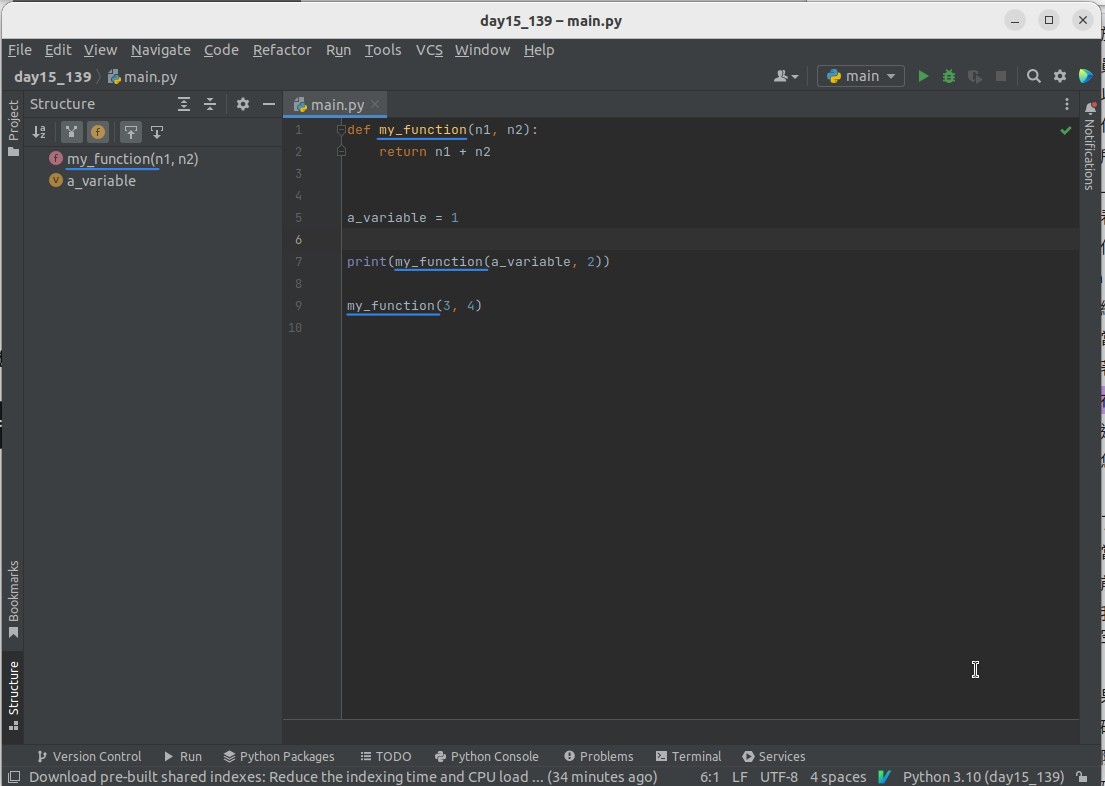 day15_139 – main.py
File Edit View Navigate Code Refactor Run Tools VCS Window Help
day15_139 main.py main
Project
Structure
main.py
my_function(n1, n2)
a_variable
1 def my_function(n1, n2):
2 return n1 + n2
3
4
5 a_variable = 1
6
7 print(my_function(a_variable, 2))
8
9 my_function(3, 4)
10
Notifications
Bookmarks
Structure
Version Control Run Python Packages TODO Python Console Problems Terminal Services
Download pre-built shared indexes: Reduce the indexing time and CPU load ... (34 minutes ago) 6:1 LF UTF-8 4 spaces Python 3.10 (day15_139)